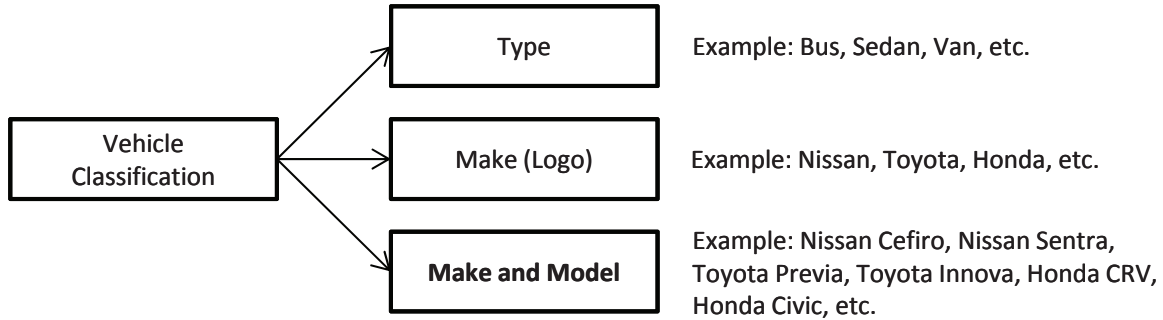 Type
Example: Bus, Sedan, Van, etc.
Vehicle
Classification
Make (Logo)
Example: Nissan, Toyota, Honda, etc.
Make and Model
Example: Nissan Cefiro, Nissan Sentra,
Toyota Previa, Toyota Innova, Honda CRV,
Honda Civic, etc.